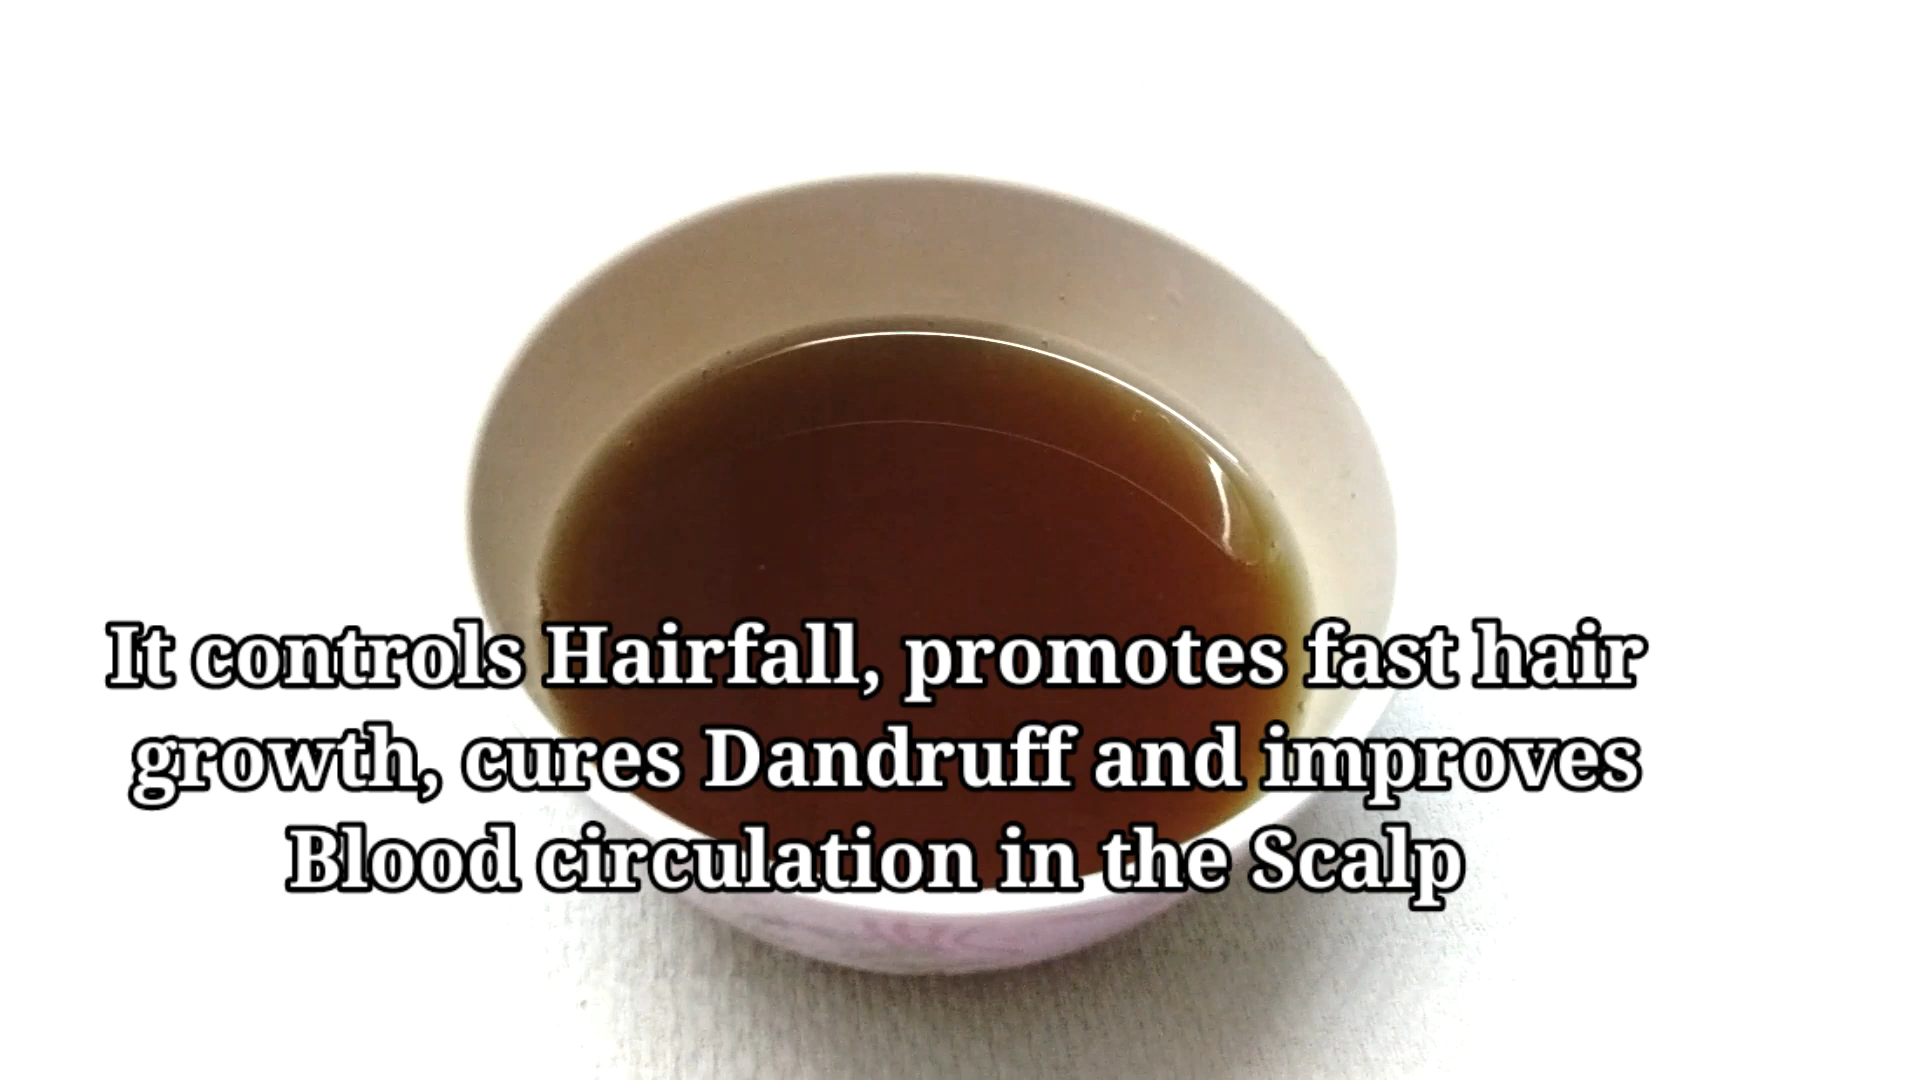 It controls Hairfall, promotes fast hair
growth, cures Dandruff and improves
Blood circulation in the Scalp